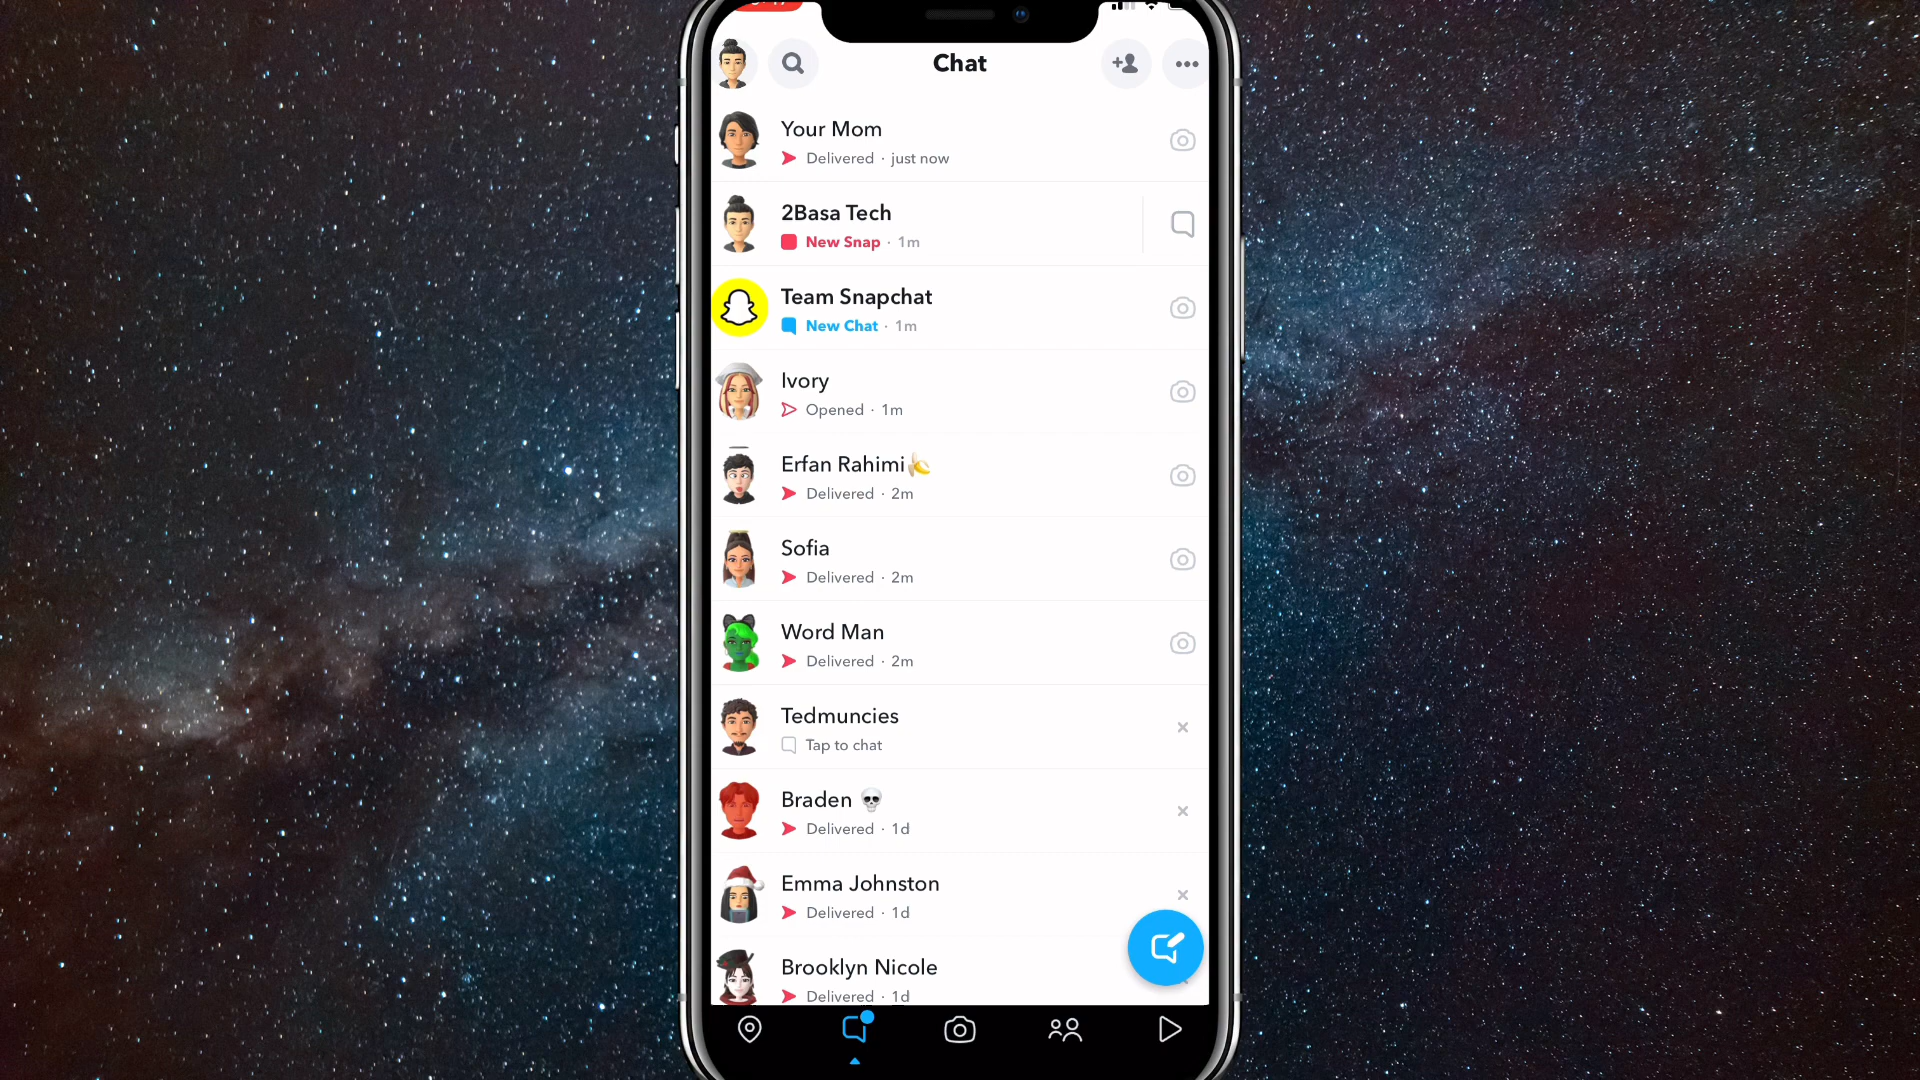 Chat
Your Mom
Delivered · just now
2Basa Tech
New Snap · 1m
Team Snapchat
New Chat · 1m
Ivory
Opened · 1m
Erfan Rahimi🍌
Delivered · 2m
Sofia
Delivered · 2m
Word Man
Delivered · 2m
Tedmuncies
Tap to chat
Braden 💀
Delivered · 1d
Emma Johnston
Delivered · 1d
Brooklyn Nicole
Delivered · 1d